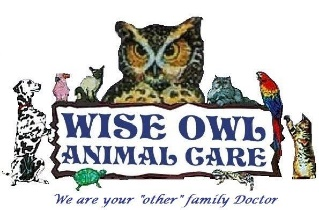 WISE OWL
ANIMAL CARE
We are your "other" family Doctor